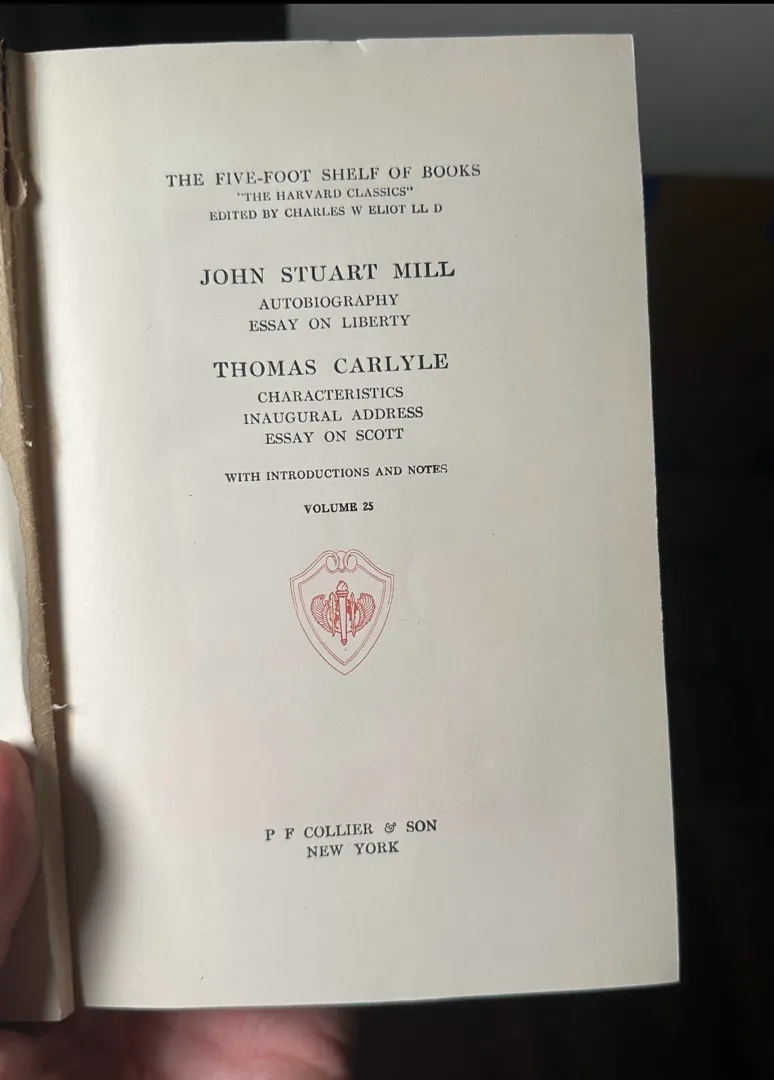 THE FIVE-FOOT SHELF OF BOOKS
"THE HARVARD CLASSICS"
EDITED BY CHARLES W ELIOT LL D
JOHN STUART MILL
AUTOBIOGRAPHY
ESSAY ON LIBERTY
THOMAS CARLYLE
CHARACTERISTICS
INAUGURAL ADDRESS
ESSAY ON SCOTT
WITH INTRODUCTIONS AND NOTES
VOLUME 25
P F COLLIER & SON
NEW YORK